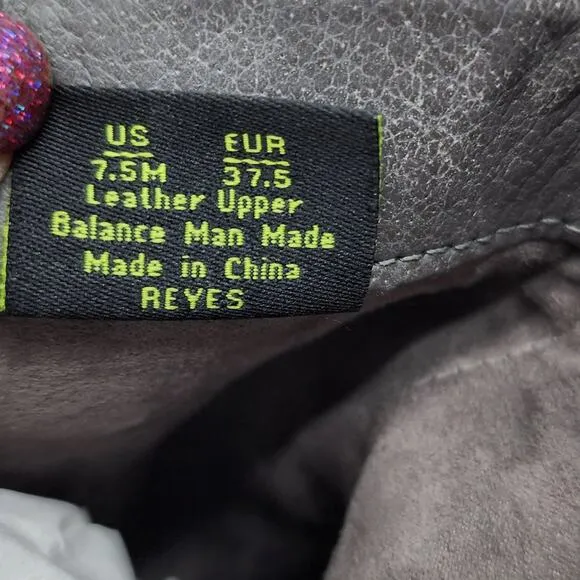 US EUR
7.5M 37.5
Leather Upper
Balance Man Made
Made in China
REYES